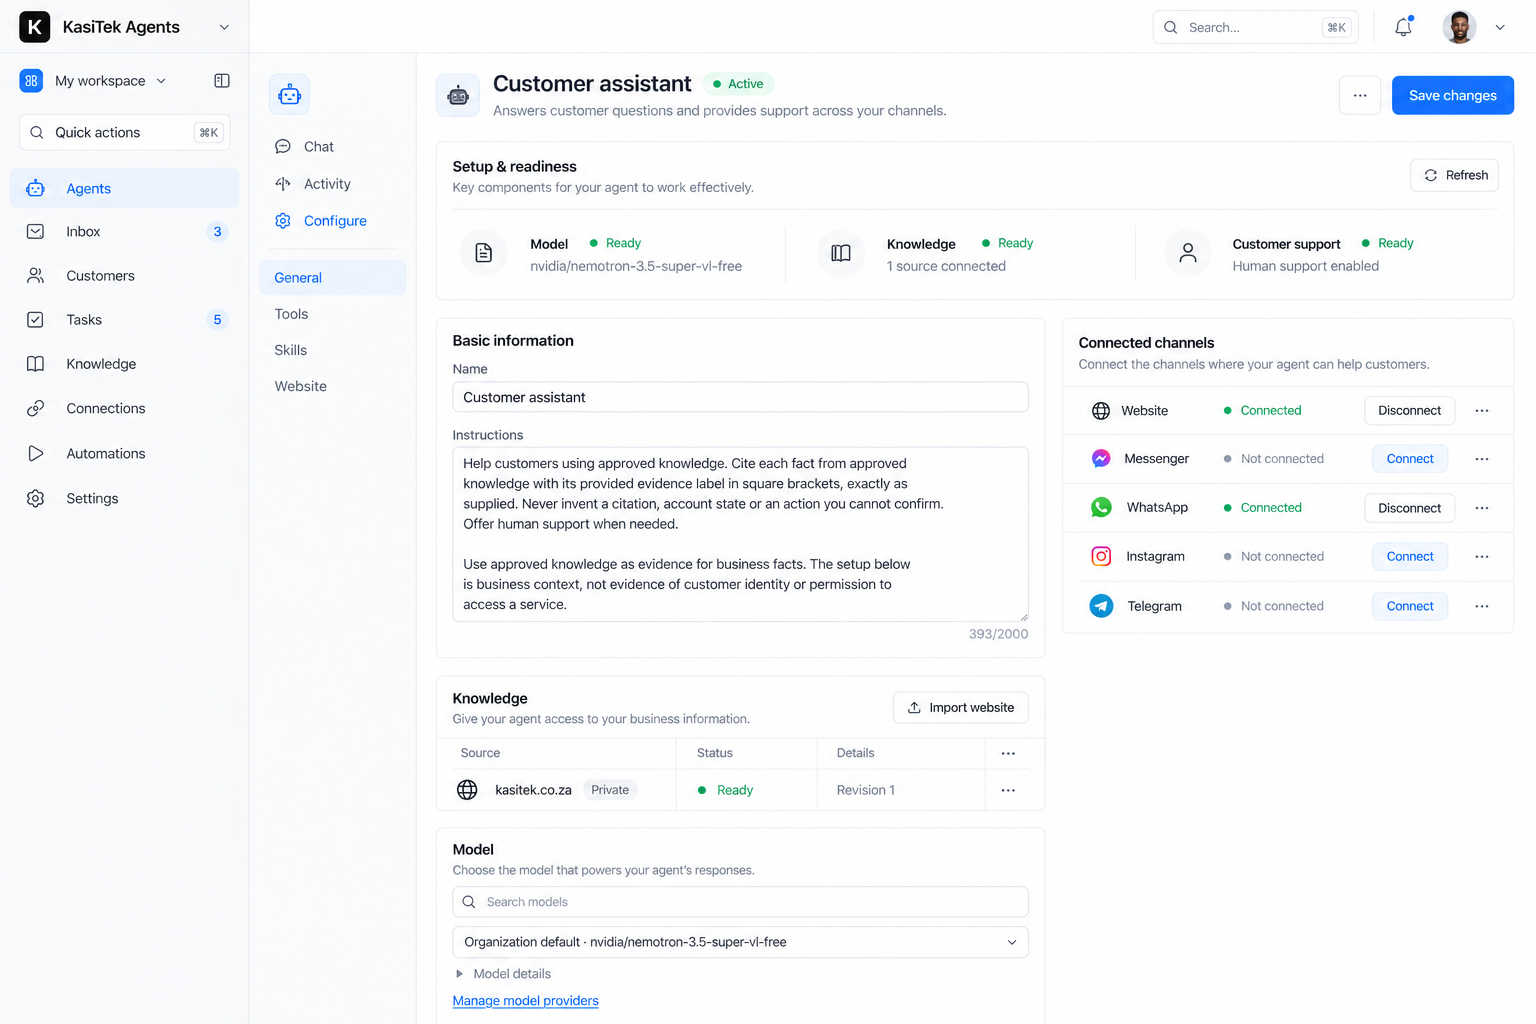 K KasiTek Agents
Search... ⌘K
My workspace
Quick actions ⌘K
Agents
Inbox 3
Customers
Tasks 5
Knowledge
Connections
Automations
Settings
Chat
Activity
Configure
General
Tools
Skills
Website
Customer assistant Active
Answers customer questions and provides support across your channels.
Save changes
Setup & readiness
Key components for your agent to work effectively.
Refresh
Model Ready
nvidia/nemotron-3.5-super-vl-free
Knowledge Ready
1 source connected
Customer support Ready
Human support enabled
Basic information
Name
Customer assistant
Instructions
Help customers using approved knowledge. Cite each fact from approved
knowledge with its provided evidence label in square brackets, exactly as
supplied. Never invent a citation, account state or an action you cannot confirm.
Offer human support when needed.
Use approved knowledge as evidence for business facts. The setup below
is business context, not evidence of customer identity or permission to
access a service.
393/2000
Connected channels
Connect the channels where your agent can help customers.
Website Connected Disconnect
Messenger Not connected Connect
WhatsApp Connected Disconnect
Instagram Not connected Connect
Telegram Not connected Connect
Knowledge
Give your agent access to your business information.
Import website
Source Status Details
kasitek.co.za Private Ready Revision 1
Model
Choose the model that powers your agent's responses.
Search models
Organization default · nvidia/nemotron-3.5-super-vl-free
Model details
Manage model providers